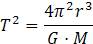 T² = 4π²r³ / G · M